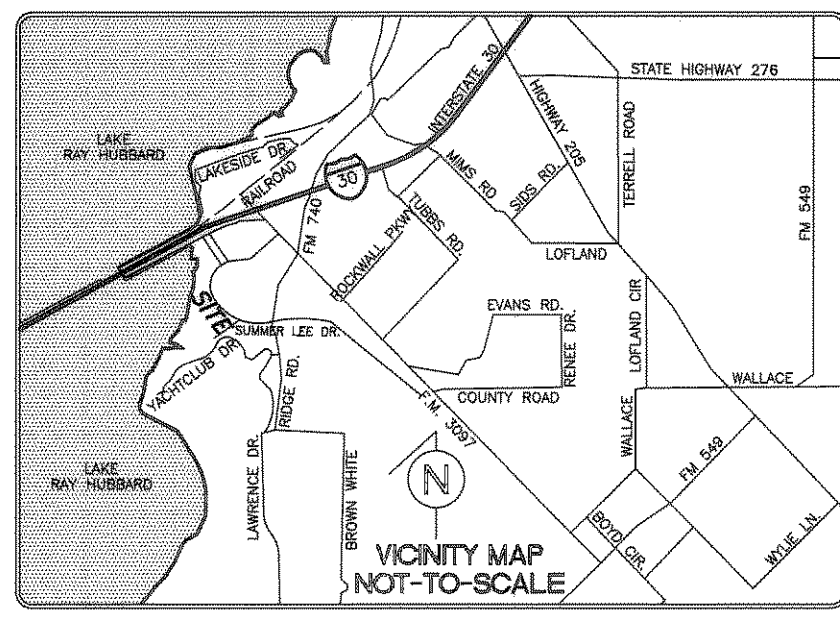 STATE HIGHWAY 276
INTERSTATE 30
HIGHWAY 205
TERRELL ROAD
FM 549
LAKE
RAY HUBBARD
LAKESIDE DR.
RAILROAD
30
MIMS RD
SIDS RD.
FM 740
TUBBS RD.
ROCKWALL PKWY
LOFLAND
SITE
SUMMER LEE DR.
EVANS RD.
RENEE DR.
LOFLAND CIR
YACHTCLUB DR.
RIDGE RD.
COUNTY ROAD
F.M. 3097
WALLACE
WALLACE
LAKE
RAY HUBBARD
LAWRENCE DR.
BROWN WHITE
N
FM 549
BOYD CIR.
WYLIE LN.
VICINITY MAP
NOT-TO-SCALE